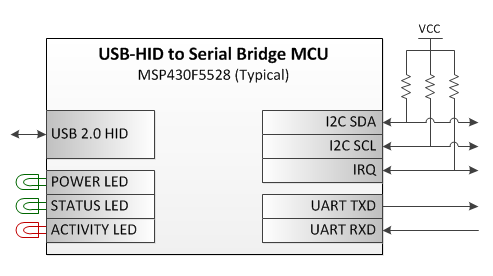 VCC
USB-HID to Serial Bridge MCU
MSP430F5528 (Typical)
USB 2.0 HID
POWER LED
STATUS LED
ACTIVITY LED
I2C SDA
I2C SCL
IRQ
UART TXD
UART RXD